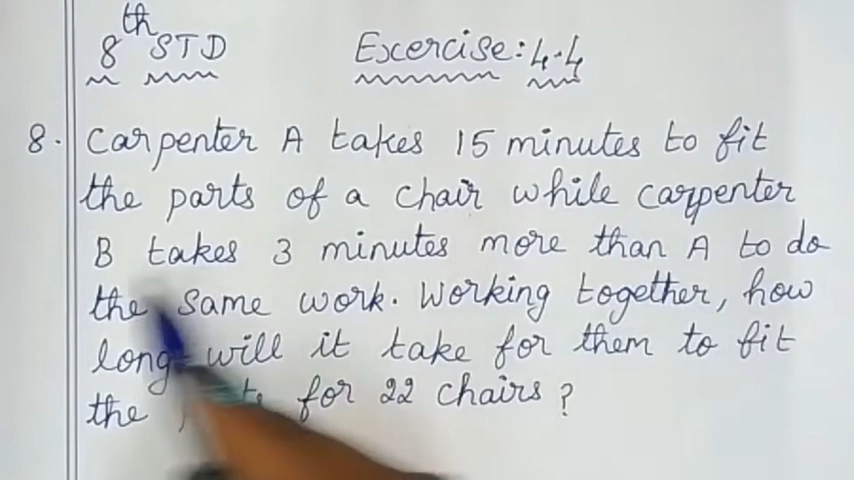 8th STD Exercise: 4.4
8. Carpenter A takes 15 minutes to fit
the parts of a chair while carpenter
B takes 3 minutes more than A to do
the same work. Working together, how
long will it take for them to fit
the for 22 chairs?